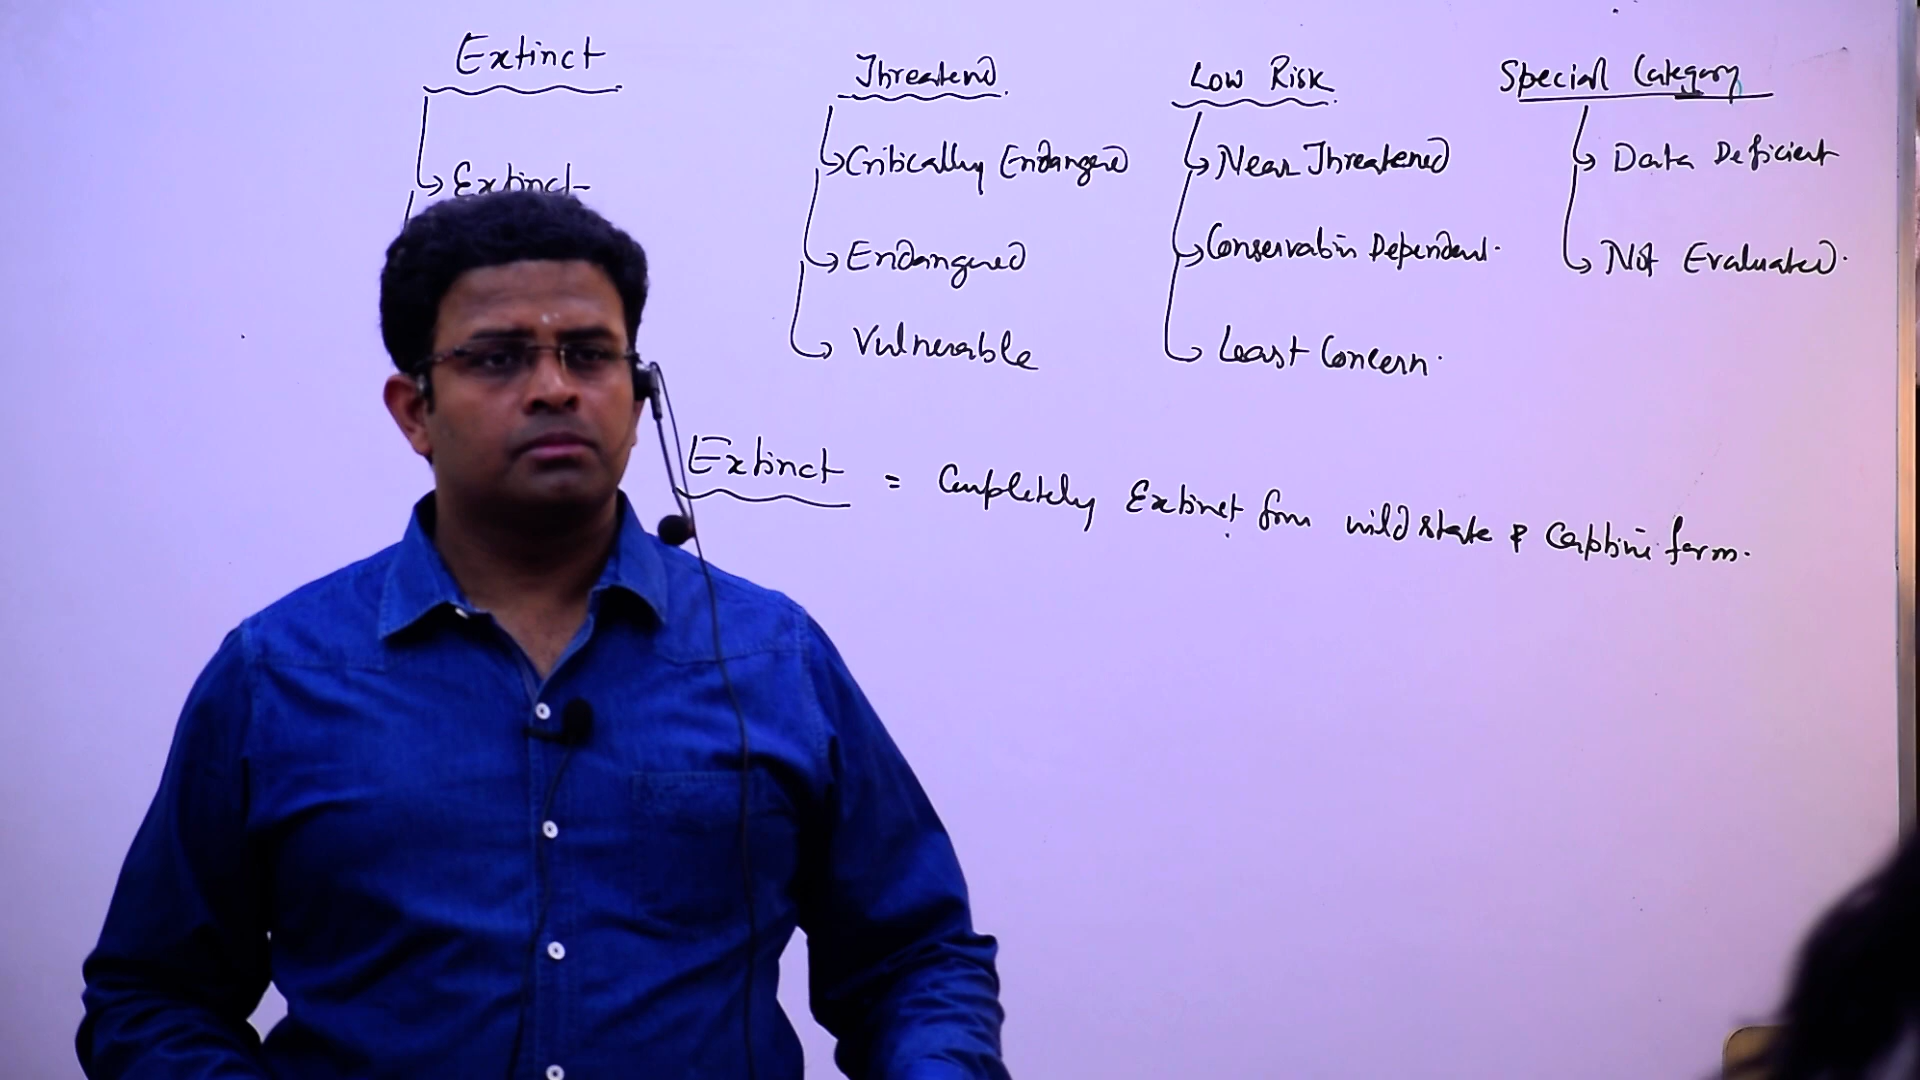 Extinct
Extinct
Threatend
Critically Endangered
Endangered
Vulnerable
Low Risk
Near Threatened
Conservation Dependent.
Least Concern.
Special Category
Data Deficient
Not Evaluated.
Extinct = Completely Extinct from wild state & Captive form.